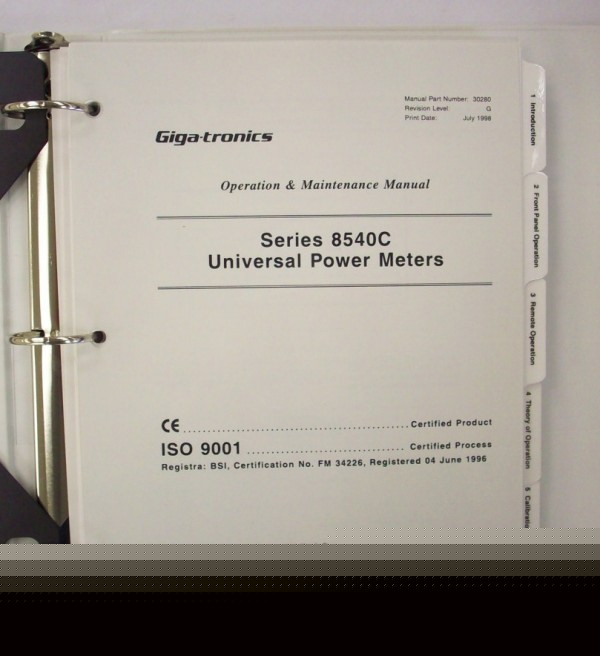 Manual Part Number: 30280
Revision Level: G
Print Date: July 1998
Giga-tronics
Operation & Maintenance Manual
Series 8540C
Universal Power Meters
CE ................................................ Certified Product
ISO 9001 .................................. Certified Process
Registra: BSI, Certification No. FM 34226, Registered 04 June 1996
1 Introduction
2 Front Panel Operation
3 Remote Operation
4 Theory of Operation
5 Calibratio